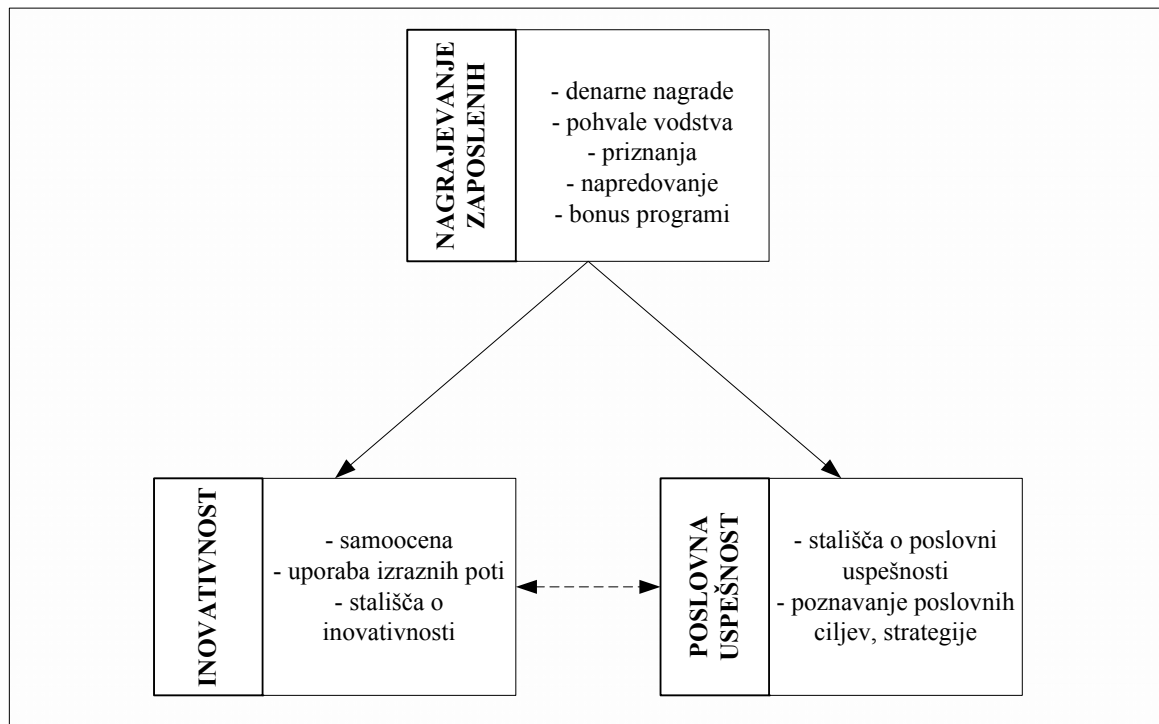 NAGRAJEVANJE
ZAPOSLENIH
- denarne nagrade
- pohvale vodstva
- priznanja
- napredovanje
- bonus programi
INOVATIVNOST
- samoocena
- uporaba izraznih poti
- stališča o
inovativnosti
POSLOVNA
USPEŠNOST
- stališča o poslovni
uspešnosti
- poznavanje poslovnih
ciljev, strategije